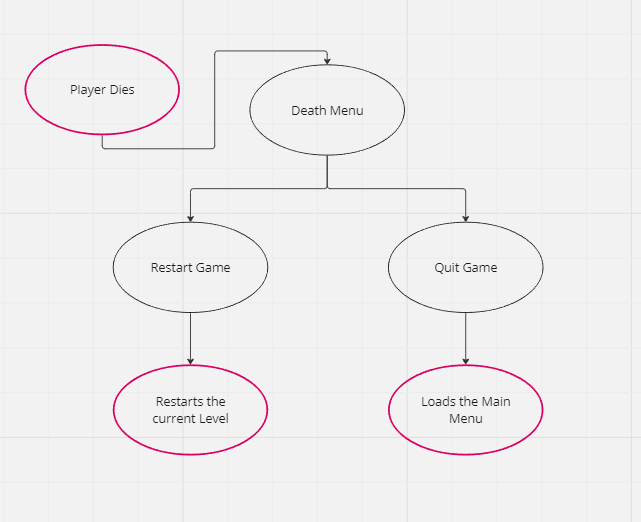 Player Dies
Death Menu
Restart Game
Quit Game
Restarts the
current Level
Loads the Main
Menu